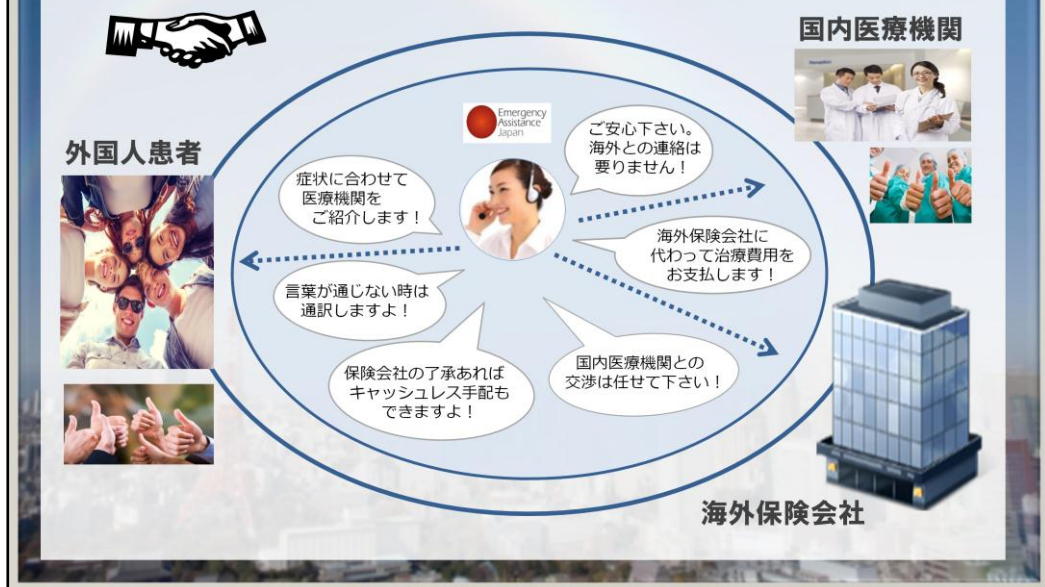 国内医療機関
Reception
外国人患者
Emergency
Assistance
Japan
ご安心下さい。
海外との連絡は
要りません！
症状に合わせて
医療機関を
ご紹介します！
海外保険会社に
代わって治療費用を
お支払します！
言葉が通じない時は
通訳しますよ！
保険会社の了承あれば
キャッシュレス手配も
できますよ！
国内医療機関との
交渉は任せて下さい！
海外保険会社